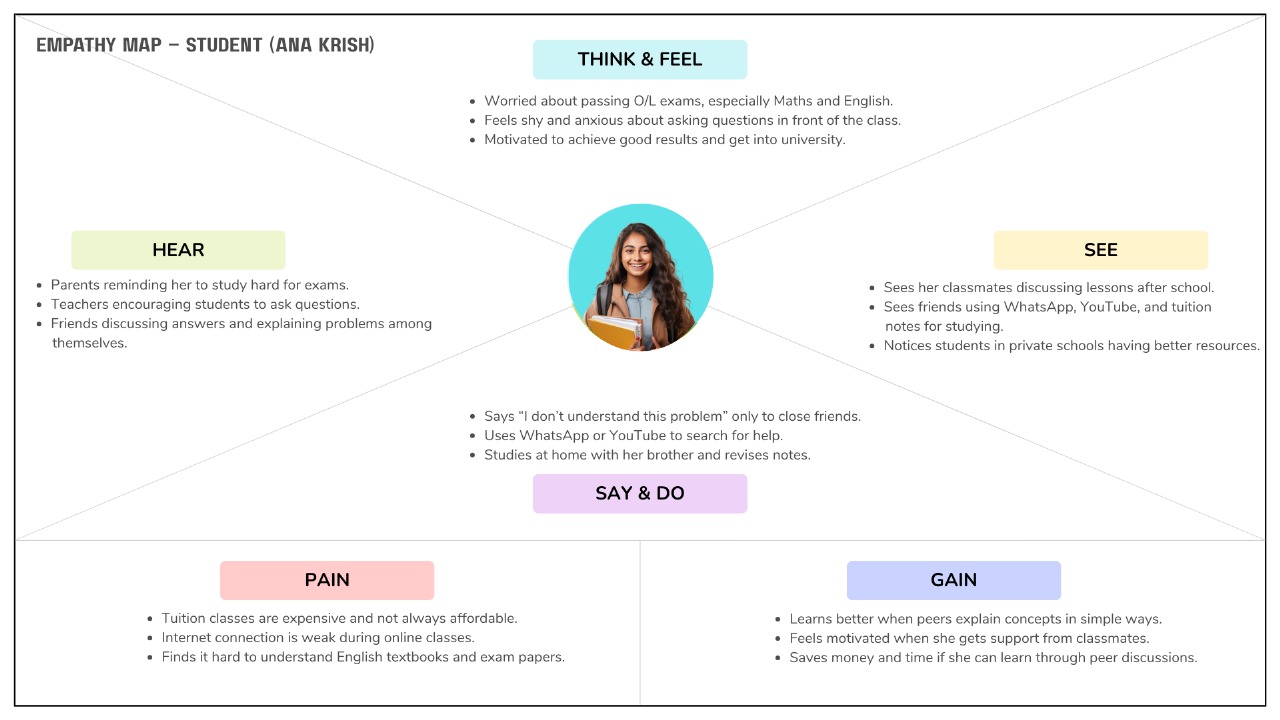 EMPATHY MAP – STUDENT (ANA KRISH)
THINK & FEEL
• Worried about passing O/L exams, especially Maths and English.
• Feels shy and anxious about asking questions in front of the class.
• Motivated to achieve good results and get into university.
HEAR
• Parents reminding her to study hard for exams.
• Teachers encouraging students to ask questions.
• Friends discussing answers and explaining problems among
themselves.
SEE
• Sees her classmates discussing lessons after school.
• Sees friends using WhatsApp, YouTube, and tuition
notes for studying.
• Notices students in private schools having better resources.
• Says “I don’t understand this problem” only to close friends.
• Uses WhatsApp or YouTube to search for help.
• Studies at home with her brother and revises notes.
SAY & DO
PAIN
• Tuition classes are expensive and not always affordable.
• Internet connection is weak during online classes.
• Finds it hard to understand English textbooks and exam papers.
GAIN
• Learns better when peers explain concepts in simple ways.
• Feels motivated when she gets support from classmates.
• Saves money and time if she can learn through peer discussions.